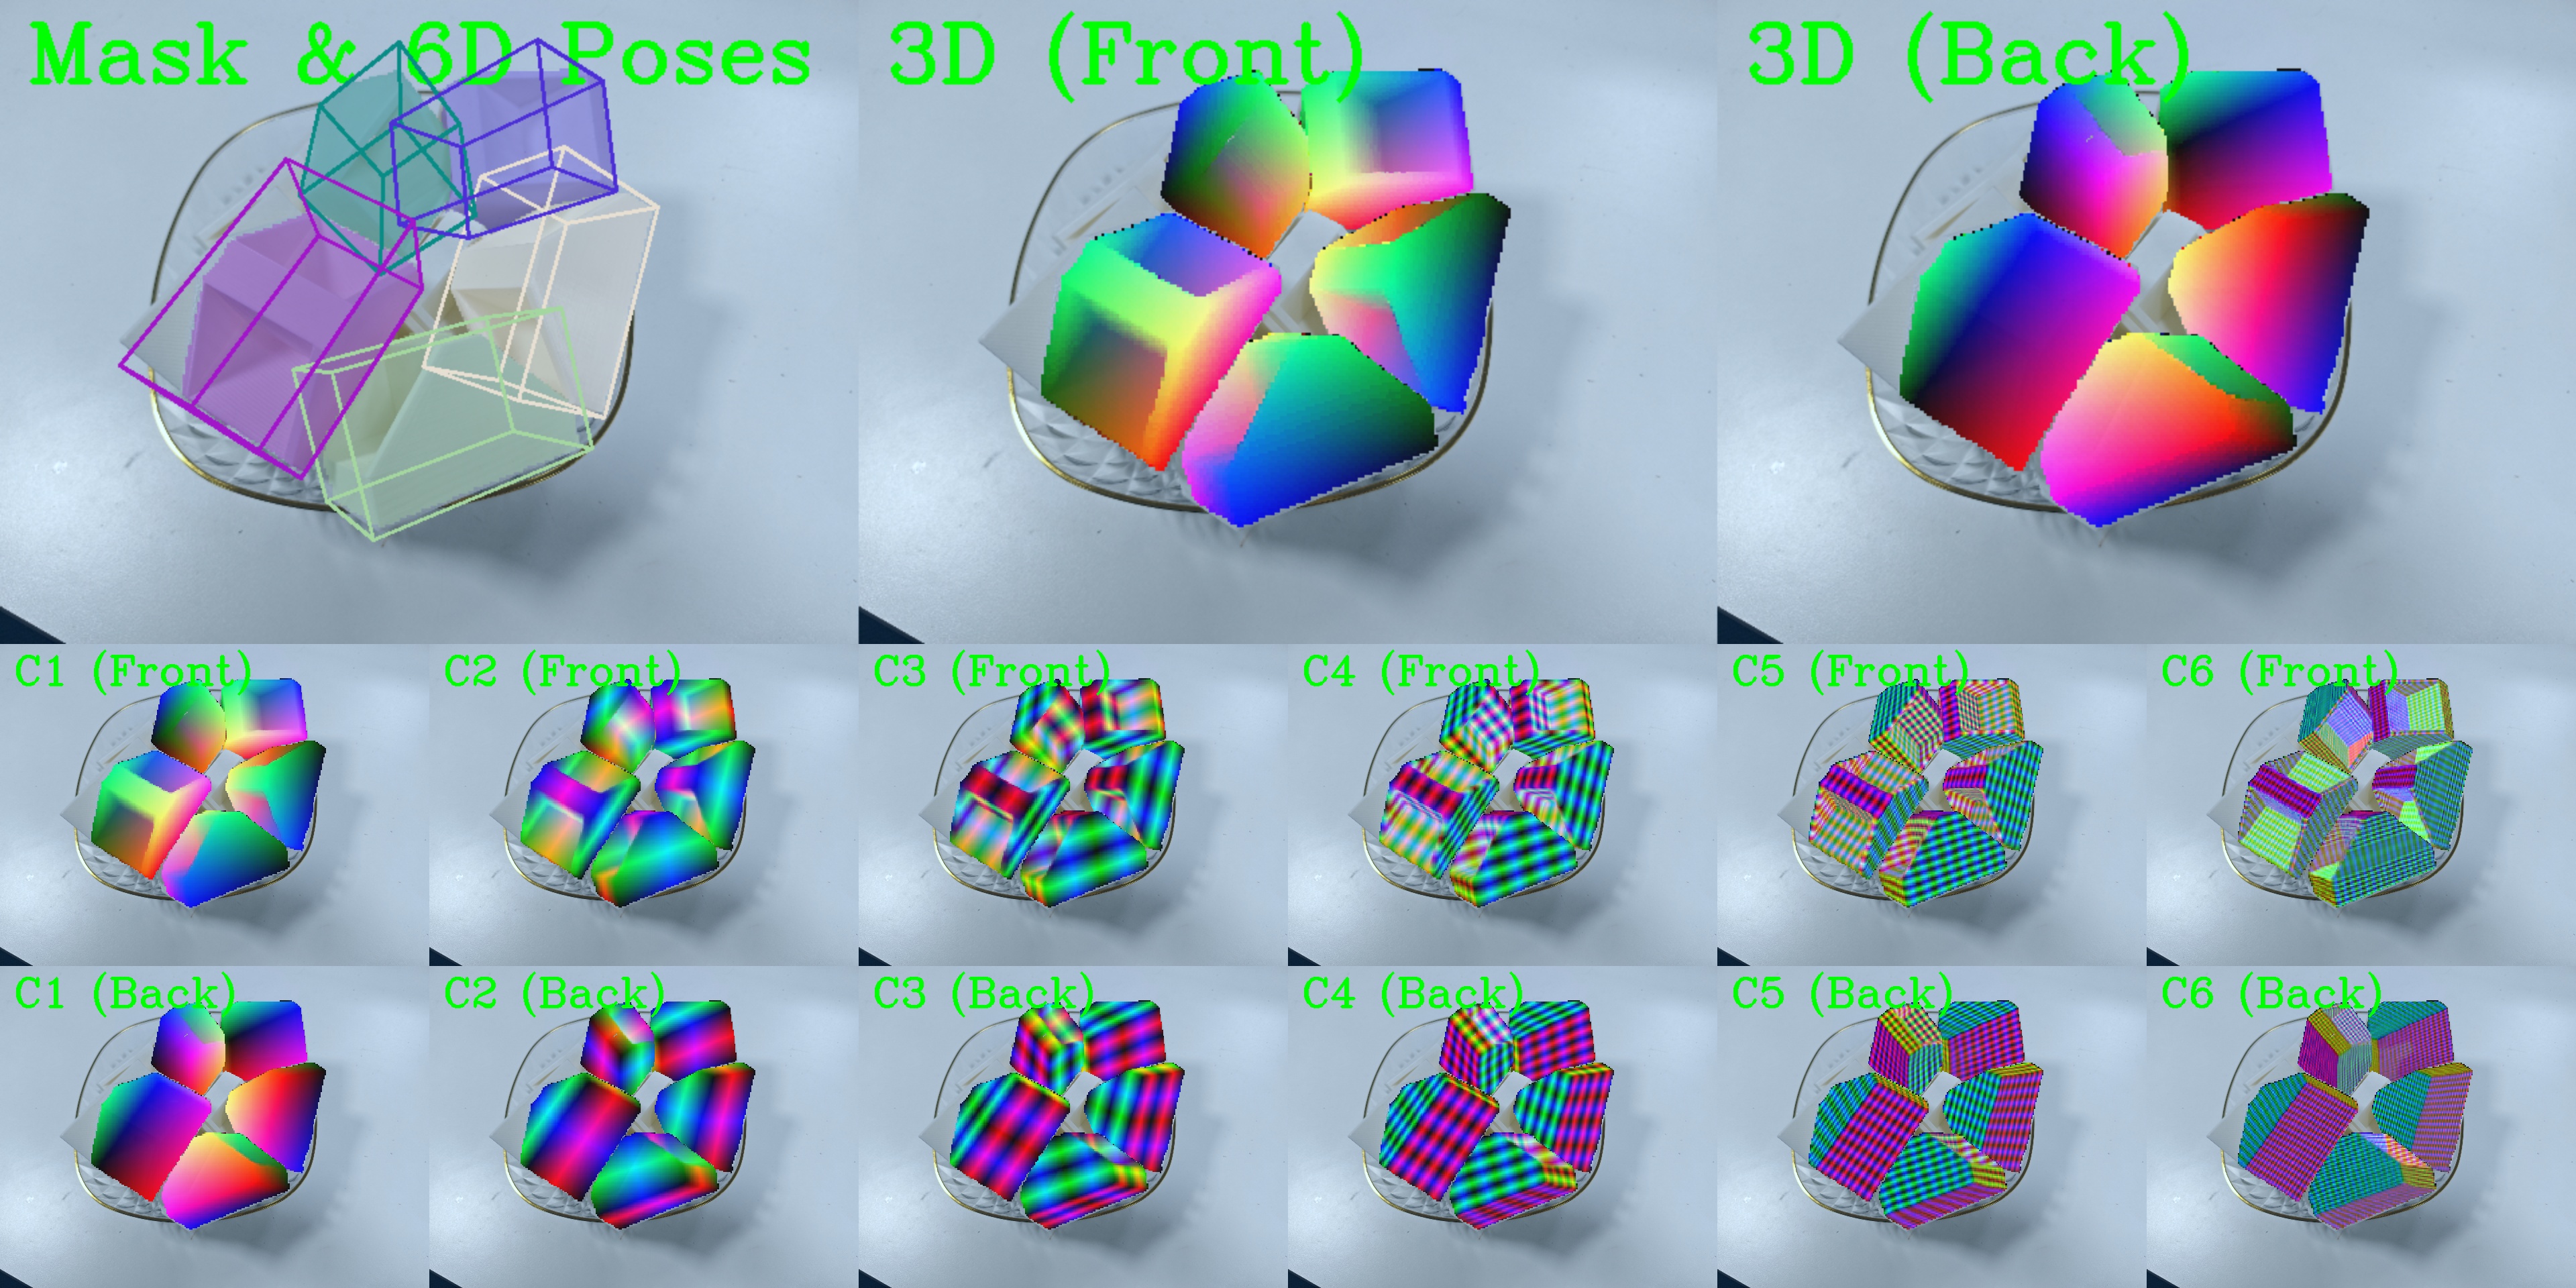 Mask & 6D Poses
3D (Front)
3D (Back)
C1 (Front)
C2 (Front)
C3 (Front)
C4 (Front)
C5 (Front)
C6 (Front)
C1 (Back)
C2 (Back)
C3 (Back)
C4 (Back)
C5 (Back)
C6 (Back)